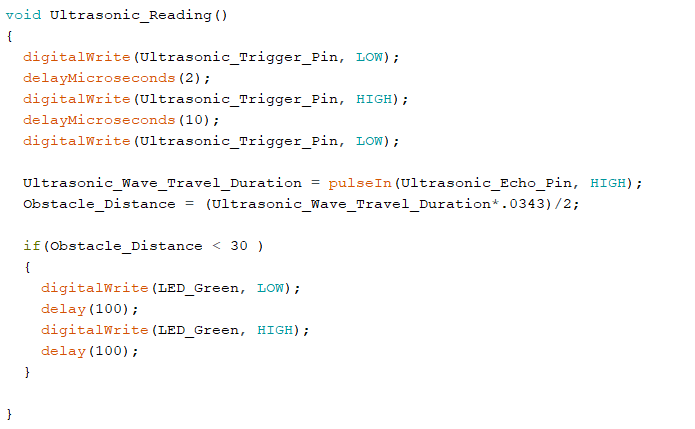 void Ultrasonic_Reading()
{
  digitalWrite(Ultrasonic_Trigger_Pin, LOW);
  delayMicroseconds(2);
  digitalWrite(Ultrasonic_Trigger_Pin, HIGH);
  delayMicroseconds(10);
  digitalWrite(Ultrasonic_Trigger_Pin, LOW);

  Ultrasonic_Wave_Travel_Duration = pulseIn(Ultrasonic_Echo_Pin, HIGH);
  Obstacle_Distance = (Ultrasonic_Wave_Travel_Duration*.0343)/2;

  if(Obstacle_Distance < 30 )
  {
    digitalWrite(LED_Green, LOW);
    delay(100);
    digitalWrite(LED_Green, HIGH);
    delay(100);
  }

}